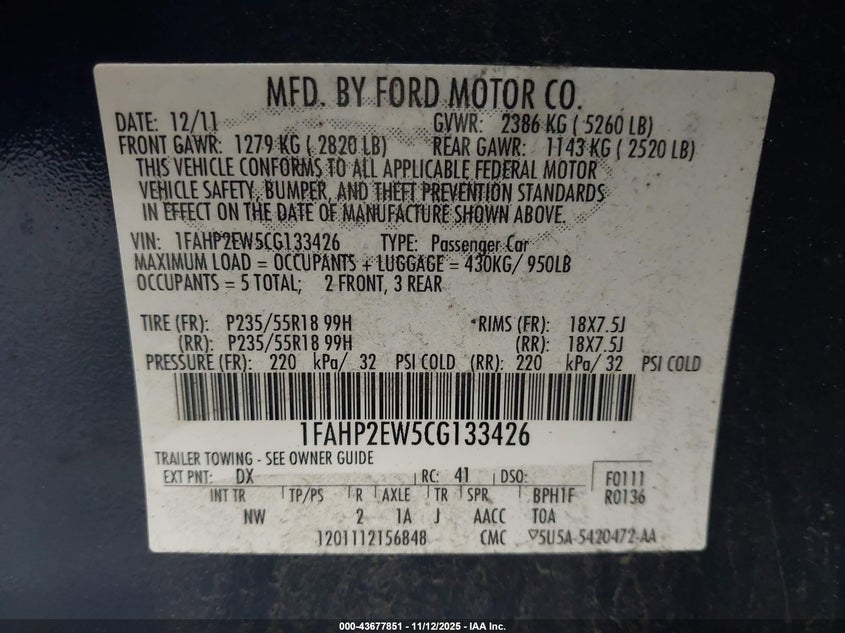 MFD. BY FORD MOTOR CO.
DATE: 12/11 GVWR: 2386 KG ( 5260 LB)
FRONT GAWR: 1279 KG ( 2820 LB) REAR GAWR: 1143 KG ( 2520 LB)
THIS VEHICLE CONFORMS TO ALL APPLICABLE FEDERAL MOTOR
VEHICLE SAFETY, BUMPER, AND THEFT PREVENTION STANDARDS
IN EFFECT ON THE DATE OF MANUFACTURE SHOWN ABOVE.
VIN: 1FAHP2EW5CG133426 TYPE: Passenger Car
MAXIMUM LOAD = OCCUPANTS + LUGGAGE = 430KG/ 950LB
OCCUPANTS = 5 TOTAL; 2 FRONT, 3 REAR
TIRE (FR): P235/55R18 99H RIMS (FR): 18X7.5J
(RR): P235/55R18 99H (RR): 18X7.5J
PRESSURE (FR): 220 kPa/ 32 PSI COLD (RR): 220 kPa/ 32 PSI COLD
1FAHP2EW5CG133426
TRAILER TOWING - SEE OWNER GUIDE
EXT PNT: DX RC: 41 DSO: F0111
INT TR TP/PS R AXLE TR SPR BPH1F R0136
NW 2 1A J AACC TOA
1201112156848 CMC 5U5A-5420472-AA
000-43677851 - 11/12/2025 - IAA Inc.